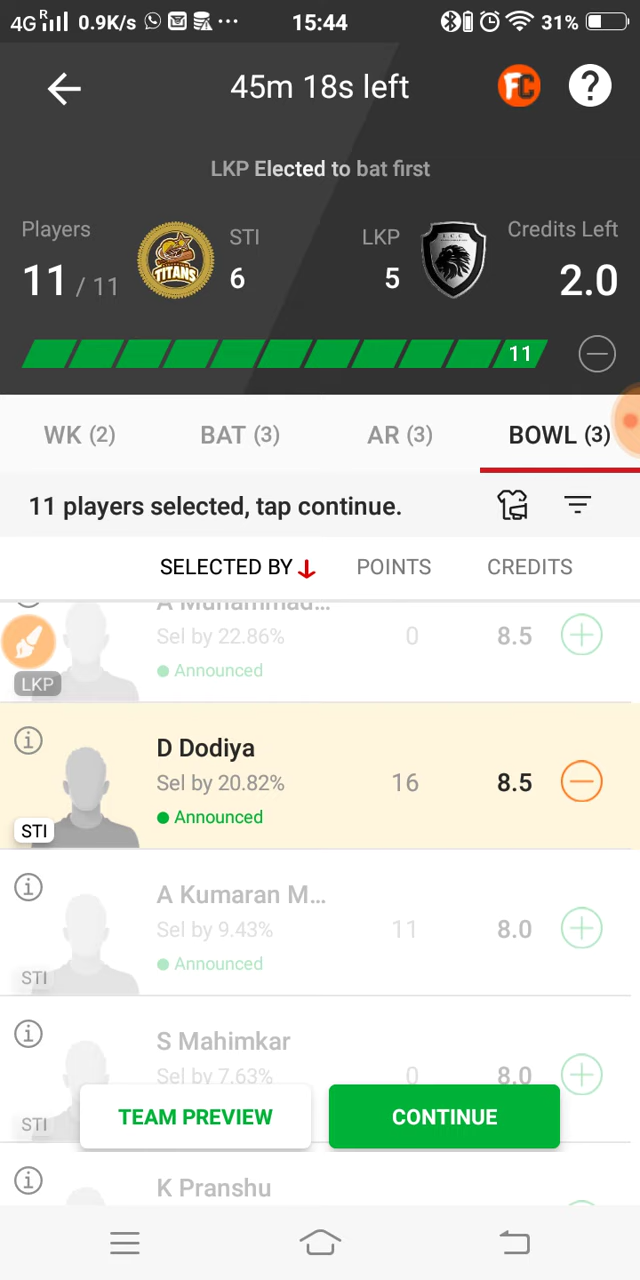 4G R 0.9K/s ... 15:44 31%
45m 18s left
FC ?
LKP Elected to bat first
Players STI LKP Credits Left
TITANS
11 / 11 6 5 2.0
11
WK (2) BAT (3) AR (3) BOWL (3)
11 players selected, tap continue.
SELECTED BY POINTS CREDITS
A Muhammad...
Sel by 22.86% 0 8.5
Announced
LKP
D Dodiya
Sel by 20.82% 16 8.5
Announced
STI
A Kumaran M...
Sel by 9.43% 11 8.0
Announced
STI
S Mahimkar
Sel by 7.63% 0 8.0
STI
TEAM PREVIEW CONTINUE
K Pranshu